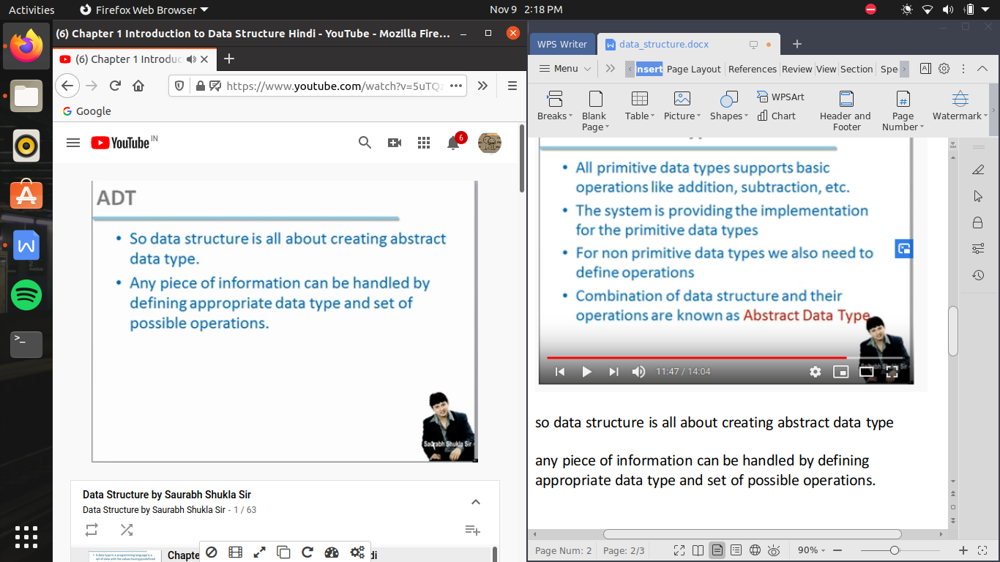 Activities Firefox Web Browser Nov 9 2:18 PM
(6) Chapter 1 Introduction to Data Structure Hindi - YouTube - Mozilla Fire...
(6) Chapter 1 Introduc
https://www.youtube.com/watch?v=5uTQ
Google
YouTube IN
6
ADT
• So data structure is all about creating abstract
data type.
• Any piece of information can be handled by
defining appropriate data type and set of
possible operations.
Saurabh Shukla Sir
Data Structure by Saurabh Shukla Sir
Data Structure by Saurabh Shukla Sir - 1 / 63
Chapte
di
WPS Writer
data_structure.docx
Menu Insert Page Layout References Review View Section Spe
Breaks Blank Page Table Picture Shapes WPSArt Chart Header and Footer Page Number Watermark
• All primitive data types supports basic
operations like addition, subtraction, etc.
• The system is providing the implementation
for the primitive data types
• For non primitive data types we also need to
define operations
• Combination of data structure and their
operations are known as Abstract Data Type
11:47 / 14:04
so data structure is all about creating abstract data type
any piece of information can be handled by defining
appropriate data type and set of possible operations.
Page Num: 2 Page: 2/3 90%